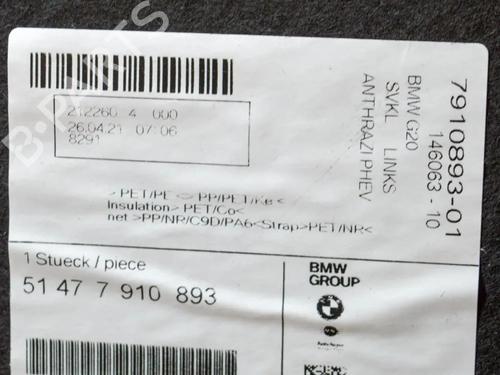 212260 4 000
26.04.21 07:06
8291
> PET/PE <> PP/PET/Ke<
Insulation> PET/Co<
net >PP/NR/C9D/PA6<Strap>PET/NR<
7910893-01
146063 - 10
BMW G20
SVKL LINKS
ANTHRAZI PHEV
1 Stueck / piece
51 47 7 910 893
BMW
GROUP
B-PARTS